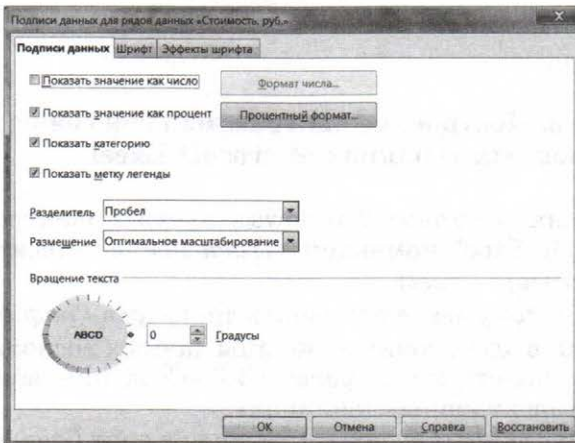 Подписи данных для рядов данных «Стоимость, руб.»
Подписи данных Шрифт Эффекты шрифта
Показать значение как число Формат числа...
Показать значение как процент Процентный формат...
Показать категорию
Показать метку легенды
Разделитель Пробел
Размещение Оптимальное масштабирование
Вращение текста
ABCD 0 Градусы
OK Отмена Справка Восстановить